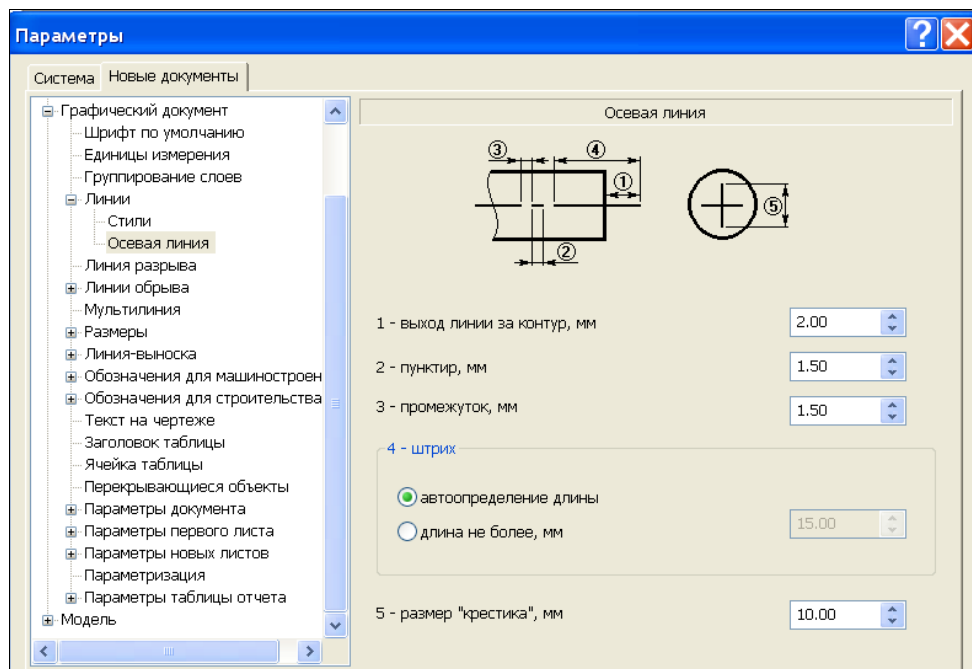 Параметры
Система
Новые документы
Графический документ
Шрифт по умолчанию
Единицы измерения
Группирование слоев
Линии
Стили
Осевая линия
Линия разрыва
Линии обрыва
Мультилиния
Размеры
Линия-выноска
Обозначения для машиностроен
Обозначения для строительства
Текст на чертеже
Заголовок таблицы
Ячейка таблицы
Перекрывающиеся объекты
Параметры документа
Параметры первого листа
Параметры новых листов
Параметризация
Параметры таблицы отчета
Модель
Осевая линия
③ ④
① ⑤
②
1 - выход линии за контур, мм 2.00
2 - пунктир, мм 1.50
3 - промежуток, мм 1.50
4 - штрих
автоопределение длины
длина не более, мм 15.00
5 - размер "крестика", мм 10.00